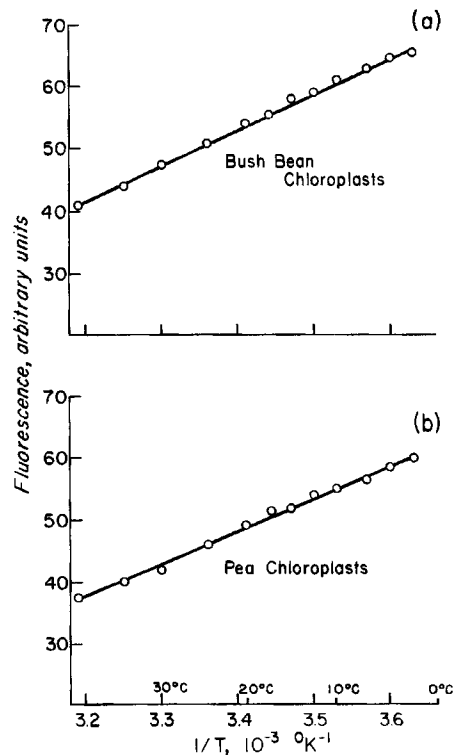 (a)
70
60
50
40
30
Bush Bean
Chloroplasts
Fluorescence, arbitrary units
(b)
70
60
50
40
30
Pea Chloroplasts
30°C 20°C 10°C 0°C
3.2 3.3 3.4 3.5 3.6
1/T, 10⁻³ °K⁻¹